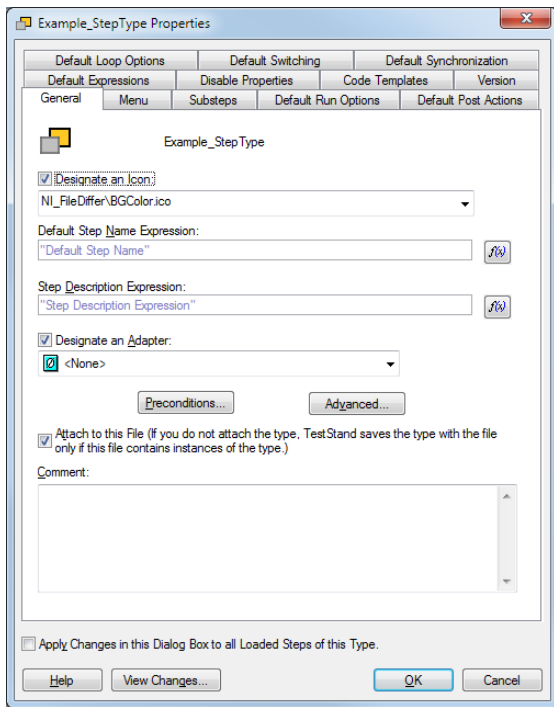 Example_StepType Properties
Default Loop Options Default Switching Default Synchronization
Default Expressions Disable Properties Code Templates Version
General Menu Substeps Default Run Options Default Post Actions
Example_StepType
Designate an Icon:
NI_FileDiffer\BGColor.ico
Default Step Name Expression:
"Default Step Name"
f(x)
Step Description Expression:
"Step Description Expression"
f(x)
Designate an Adapter:
<None>
Preconditions... Advanced...
Attach to this File (If you do not attach the type, TestStand saves the type with the file
only if this file contains instances of the type.)
Comment:
Apply Changes in this Dialog Box to all Loaded Steps of this Type.
Help View Changes... OK Cancel